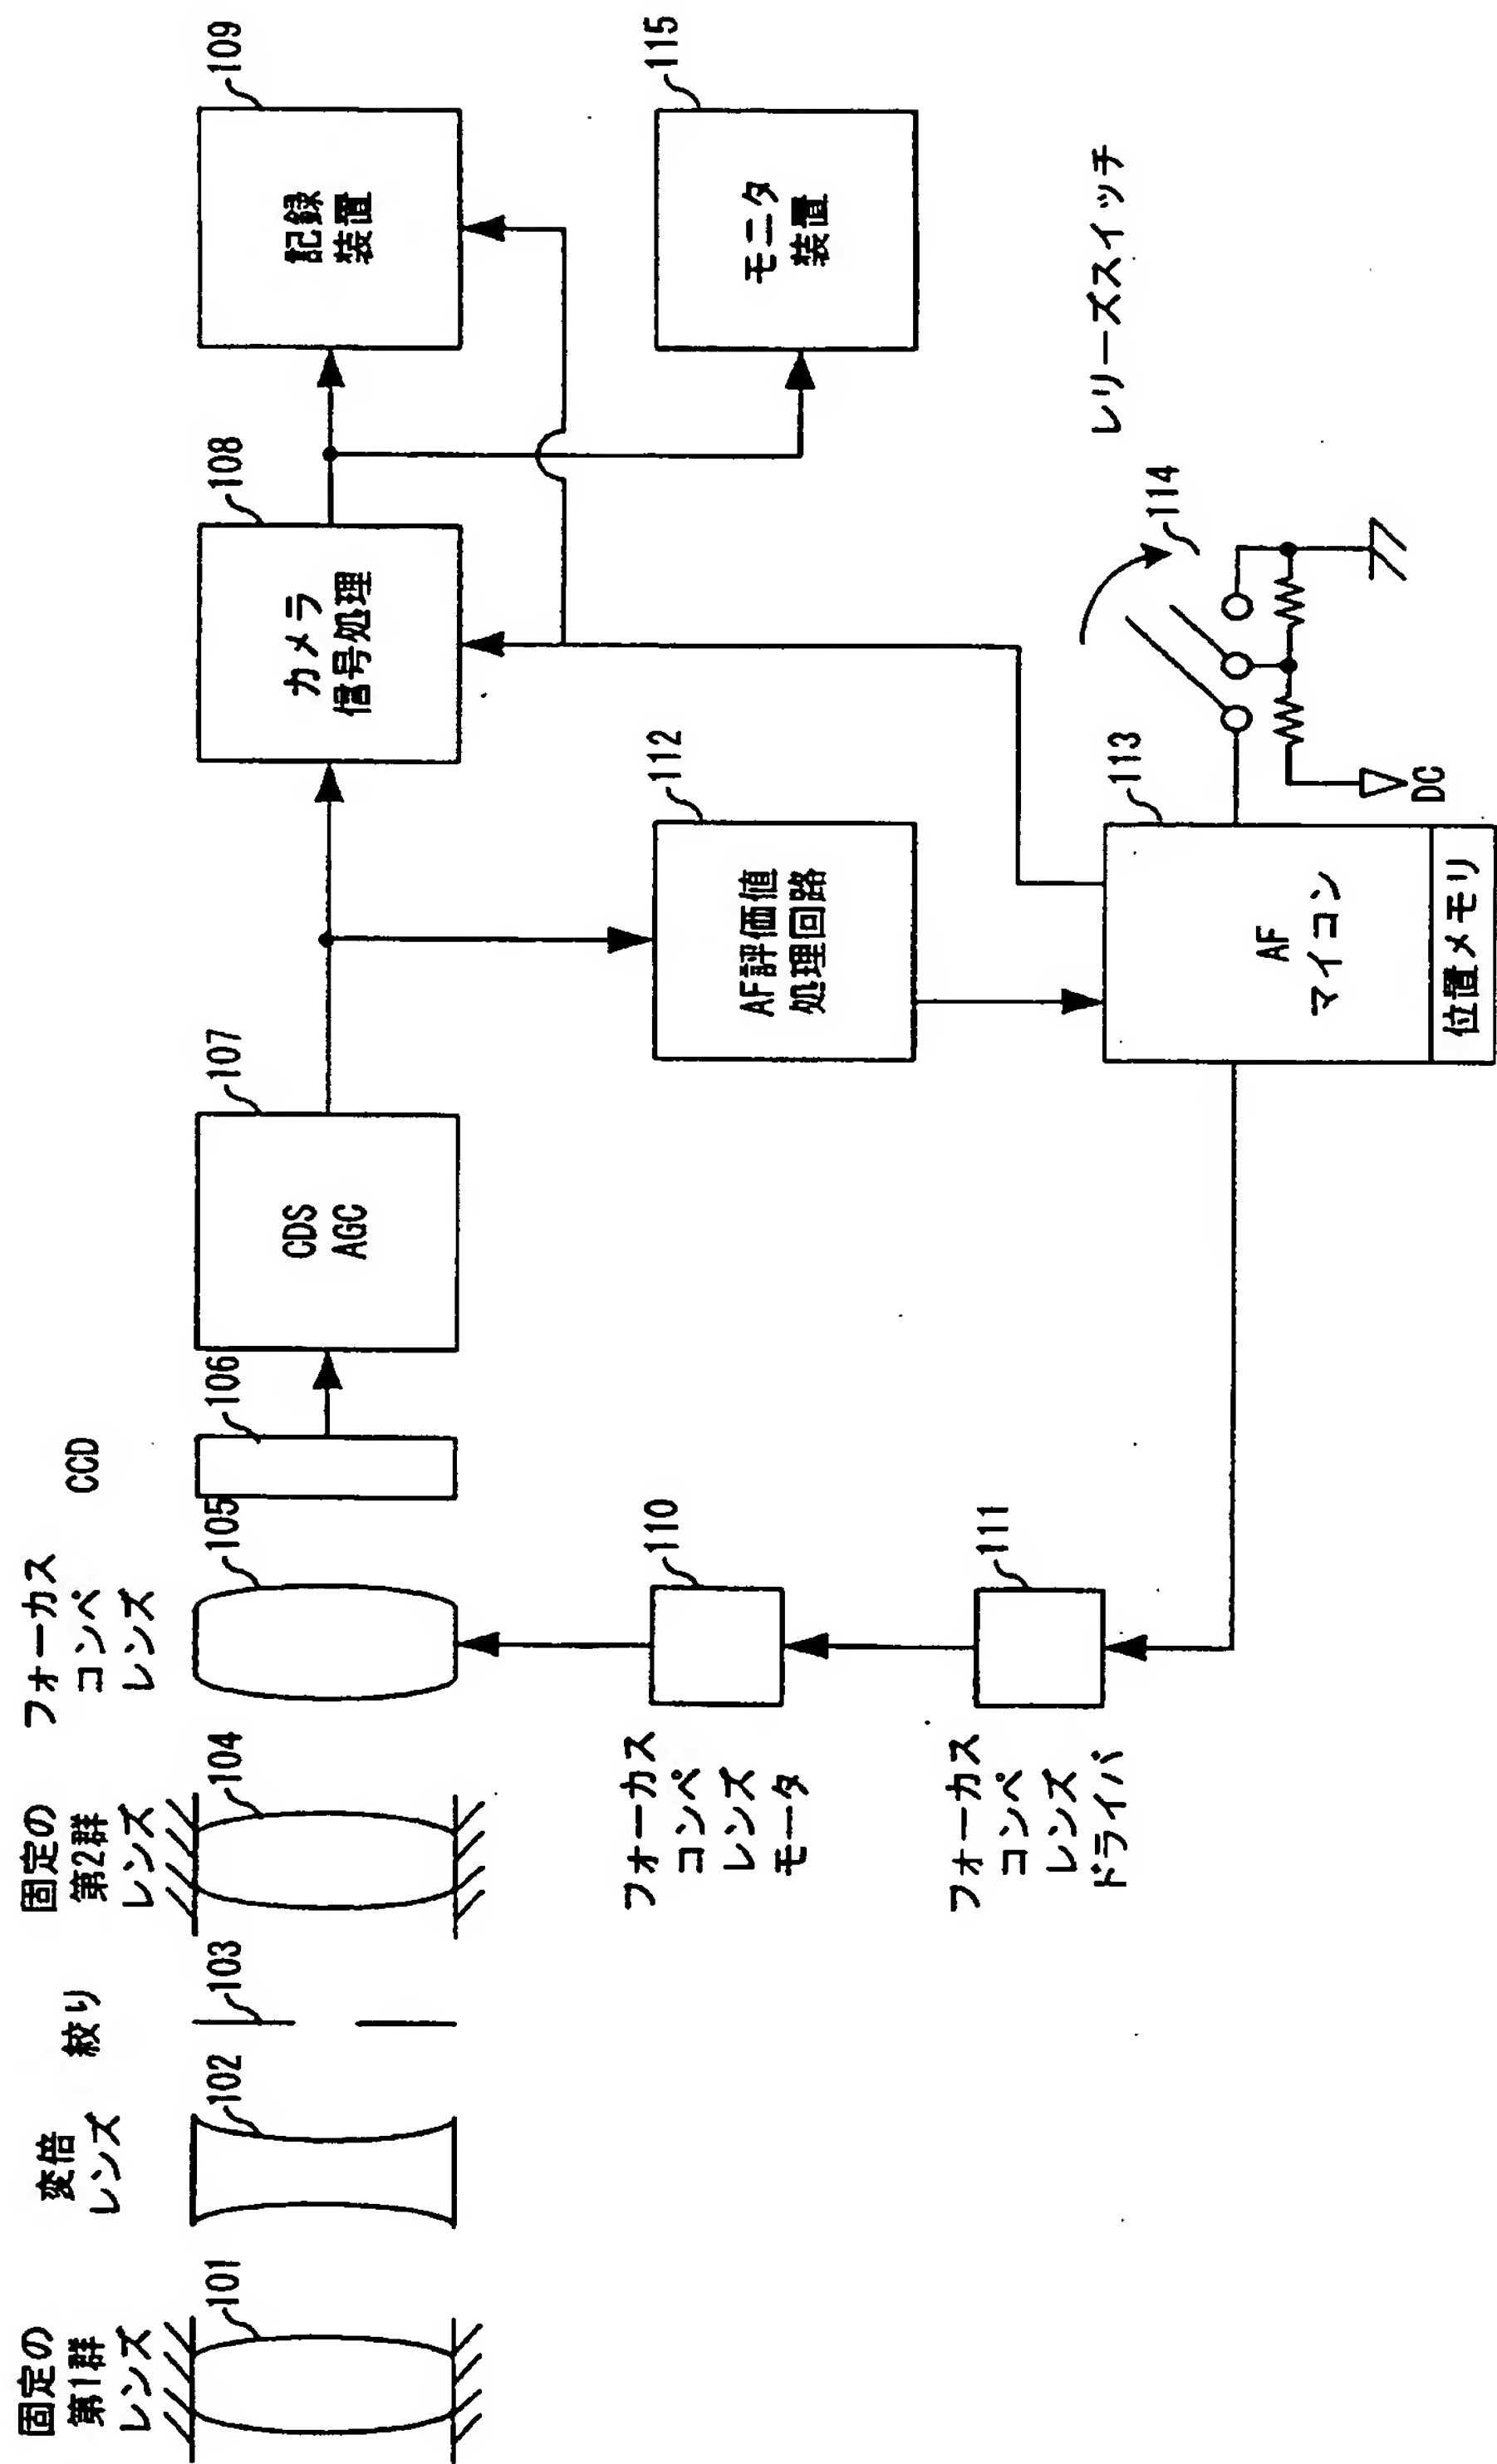 固定の
第1群
レンズ
101
変倍
レンズ
102
絞り
103
固定の
第2群
レンズ
104
フォーカス
コンペ
レンズ
105
CCD
106
CDS
AGC
107
カメラ
信号処理
108
記録
装置
109
フォーカス
コンペ
レンズ
モータ
110
フォーカス
コンペ
レンズ
ドライバ
111
AF評価値
処理回路
112
モニタ
装置
115
AF
マイコン
位置メモリ
113
DC
114
レリーズスイッチ